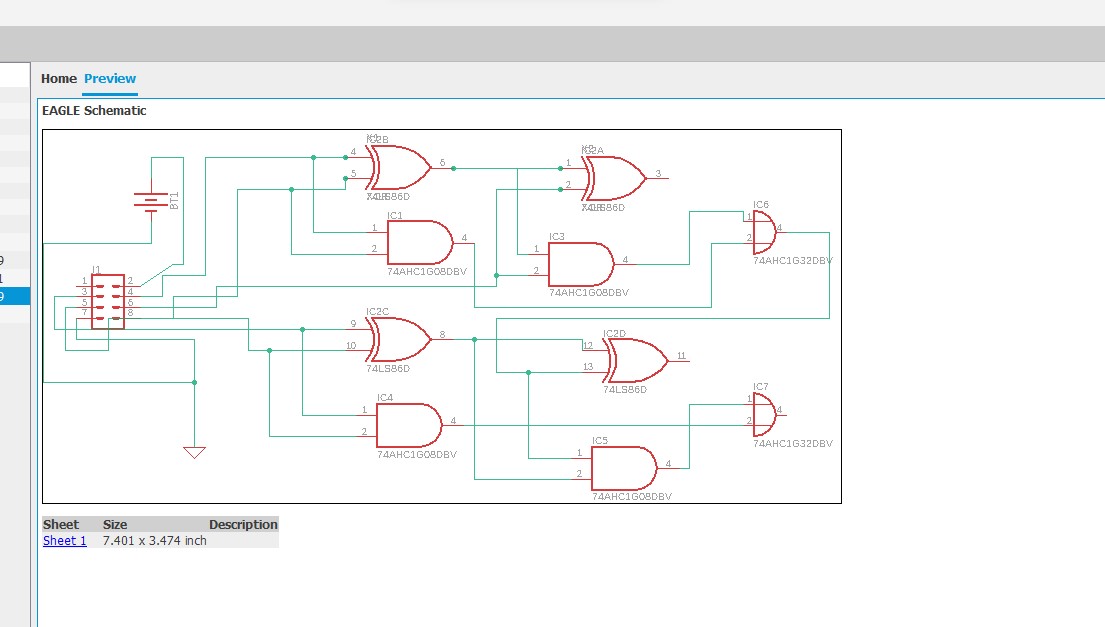 Home Preview
EAGLE Schematic
IC2B
4
5
6
74LS86D
IC2A
1
2
3
74LS86D
BT1
IC1
1
2
4
74AHC1G08DBV
IC3
1
2
4
74AHC1G08DBV
IC6
1
2
4
74AHC1G32DBV
J1
1 2
3 4
5 6
7 8
9
1
9
IC2C
9
10
8
74LS86D
IC2D
12
13
11
74LS86D
IC4
1
2
4
74AHC1G08DBV
IC5
1
2
4
74AHC1G08DBV
IC7
1
2
4
74AHC1G32DBV
Sheet Size Description
Sheet 1 7.401 x 3.474 inch